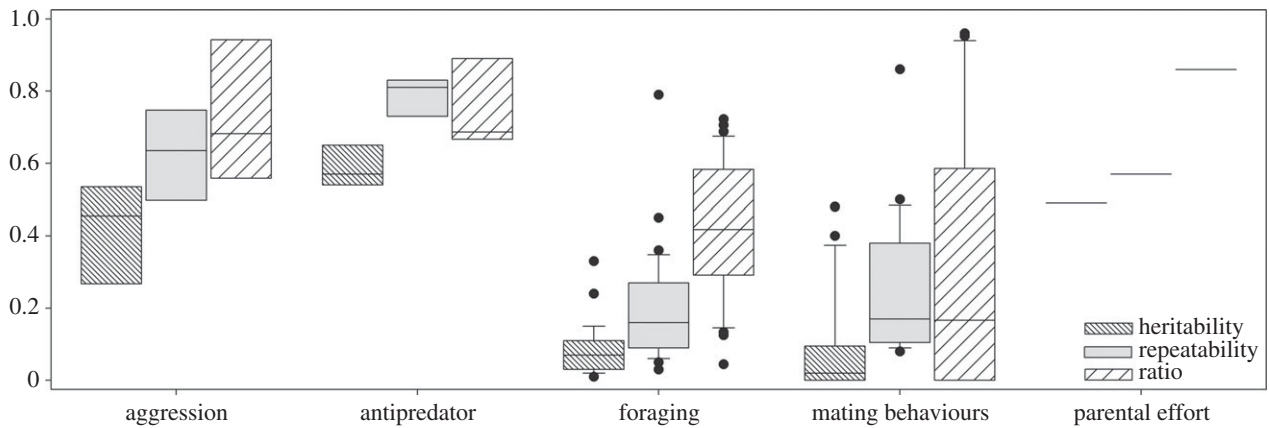 1.0
0.8
0.6
0.4
0.2
0
heritability
repeatability
ratio
aggression antipredator foraging mating behaviours parental effort